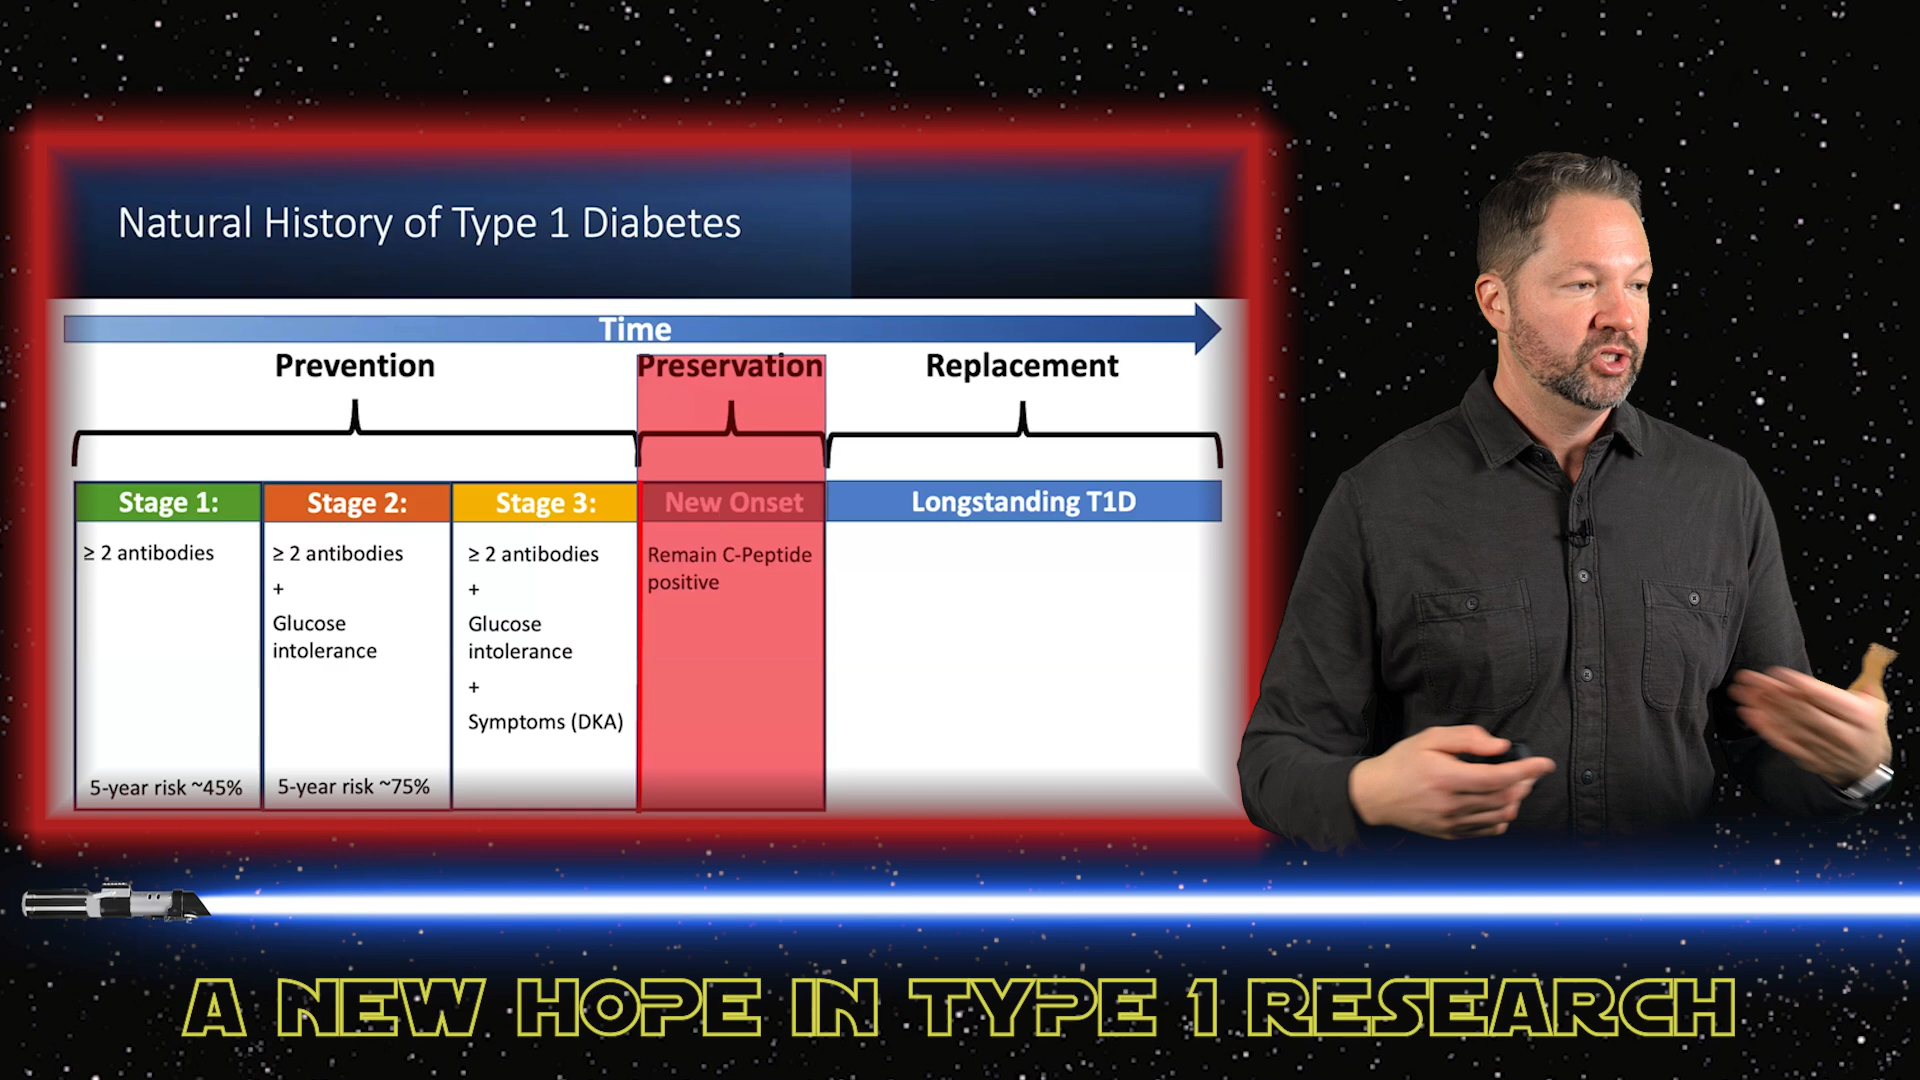 Natural History of Type 1 Diabetes
Time
Prevention
Preservation
Replacement
Stage 1:
Stage 2:
Stage 3:
New Onset
Longstanding T1D
≥ 2 antibodies
5-year risk ~45%
≥ 2 antibodies
+
Glucose
intolerance
5-year risk ~75%
≥ 2 antibodies
+
Glucose
intolerance
+
Symptoms (DKA)
Remain C-Peptide
positive
A NEW HOPE IN TYPE 1 RESEARCH